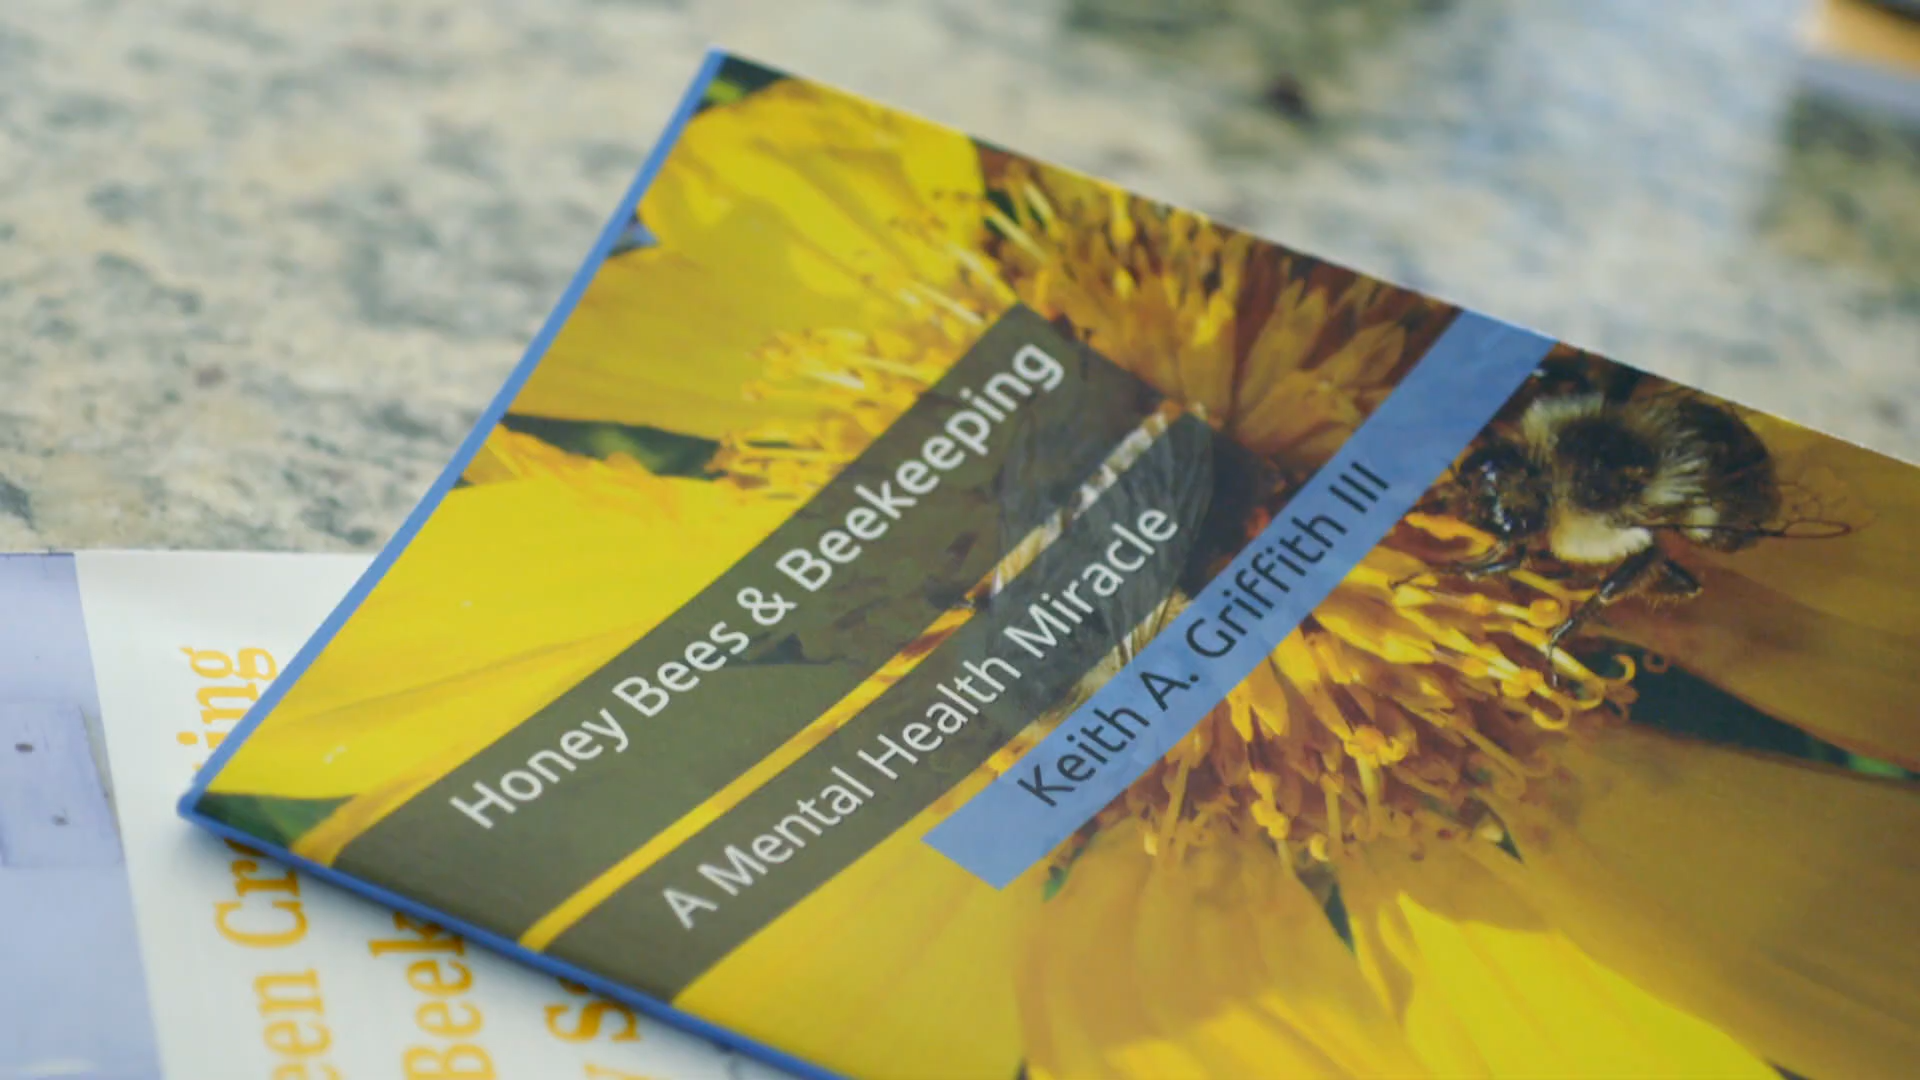 Honey Bees & Beekeeping
A Mental Health Miracle
Keith A. Griffith III